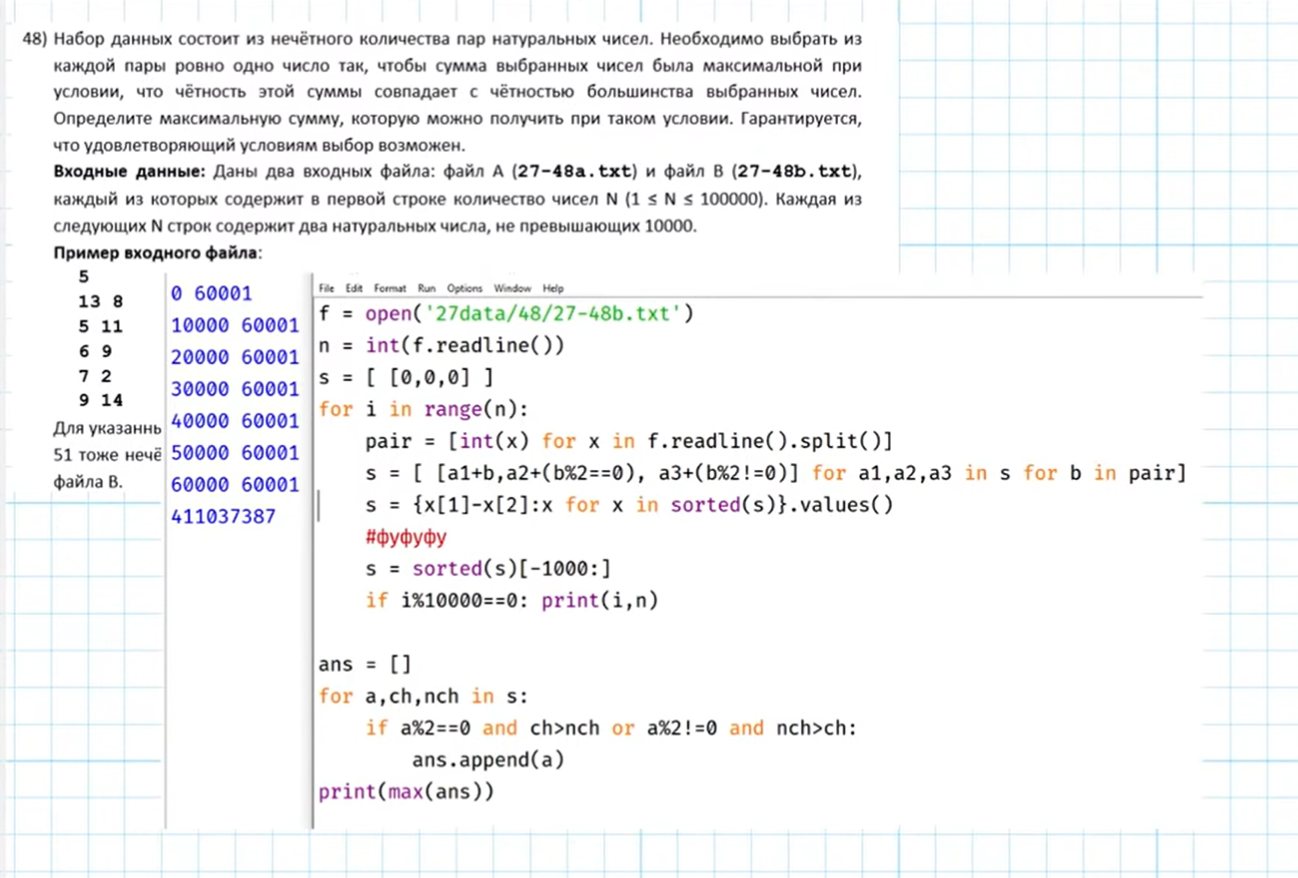 48) Набор данных состоит из нечётного количества пар натуральных чисел. Необходимо выбрать из
каждой пары ровно одно число так, чтобы сумма выбранных чисел была максимальной при
условии, что чётность этой суммы совпадает с чётностью большинства выбранных чисел.
Определите максимальную сумму, которую можно получить при таком условии. Гарантируется,
что удовлетворяющий условиям выбор возможен.
Входные данные: Даны два входных файла: файл A (27-48a.txt) и файл B (27-48b.txt),
каждый из которых содержит в первой строке количество чисел N (1 ≤ N ≤ 100000). Каждая из
следующих N строк содержит два натуральных числа, не превышающих 10000.
Пример входного файла:
5
13 8
5 11
6 9
7 2
9 14
Для указаннь
51 тоже нечё
файла B.
0 60001
10000 60001
20000 60001
30000 60001
40000 60001
50000 60001
60000 60001
411037387
File Edit Format Run Options Window Help
f = open('27data/48/27-48b.txt')
n = int(f.readline())
s = [ [0,0,0] ]
for i in range(n):
    pair = [int(x) for x in f.readline().split()]
    s = [ [a1+b,a2+(b%2==0), a3+(b%2!=0)] for a1,a2,a3 in s for b in pair]
    s = {x[1]-x[2]:x for x in sorted(s)}.values()
    #фуфуфу
    s = sorted(s)[-1000:]
    if i%10000==0: print(i,n)
ans = []
for a,ch,nch in s:
    if a%2==0 and ch>nch or a%2!=0 and nch>ch:
        ans.append(a)
print(max(ans))